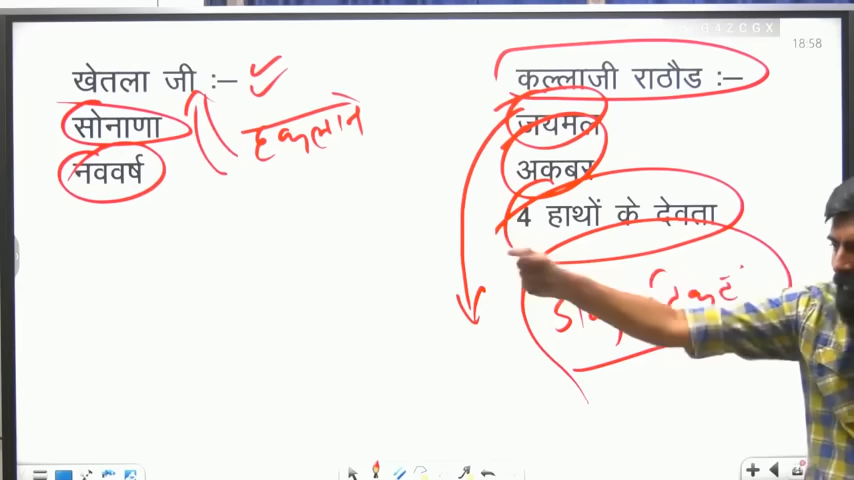 खेतला जी :–
सोनाणा
नववर्ष
हकलान
कल्लाजी राठौड :–
जयमल
अकबर
4 हाथों के देवता
18:58